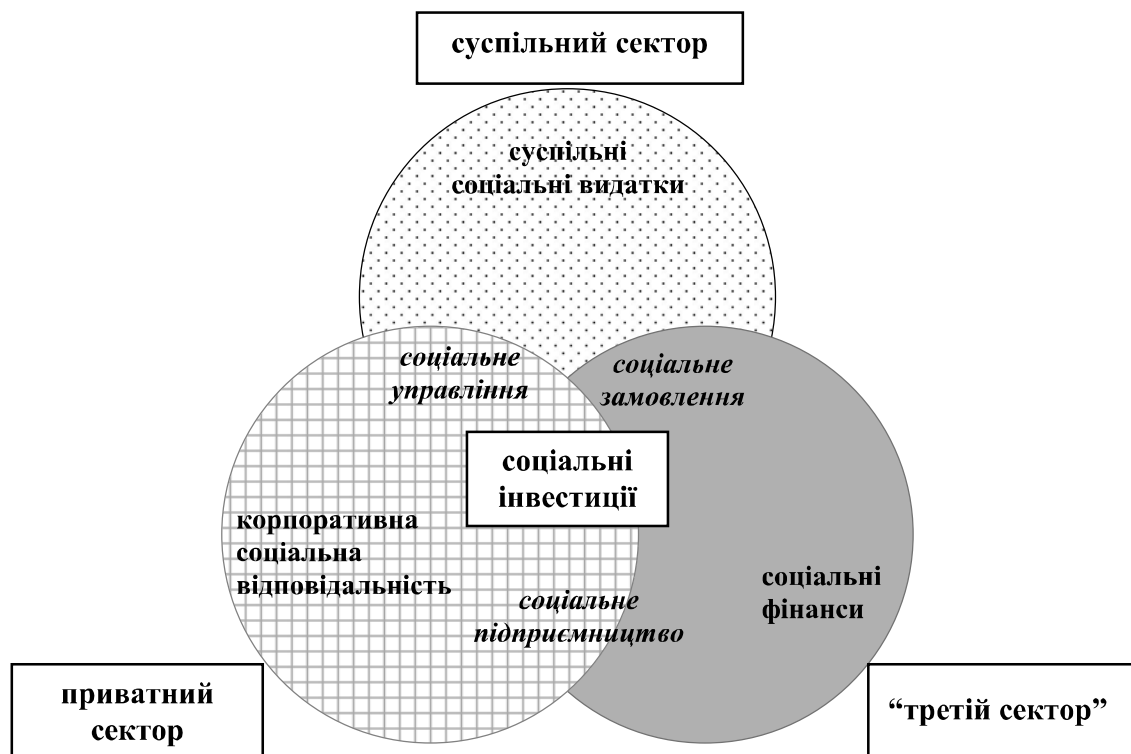 суспільний сектор
суспільні
соціальні видатки
соціальне
управління
соціальне
замовлення
соціальні
інвестиції
корпоративна
соціальна
відповідальність
соціальні
фінанси
соціальне
підприємництво
приватний
сектор
“третій сектор”